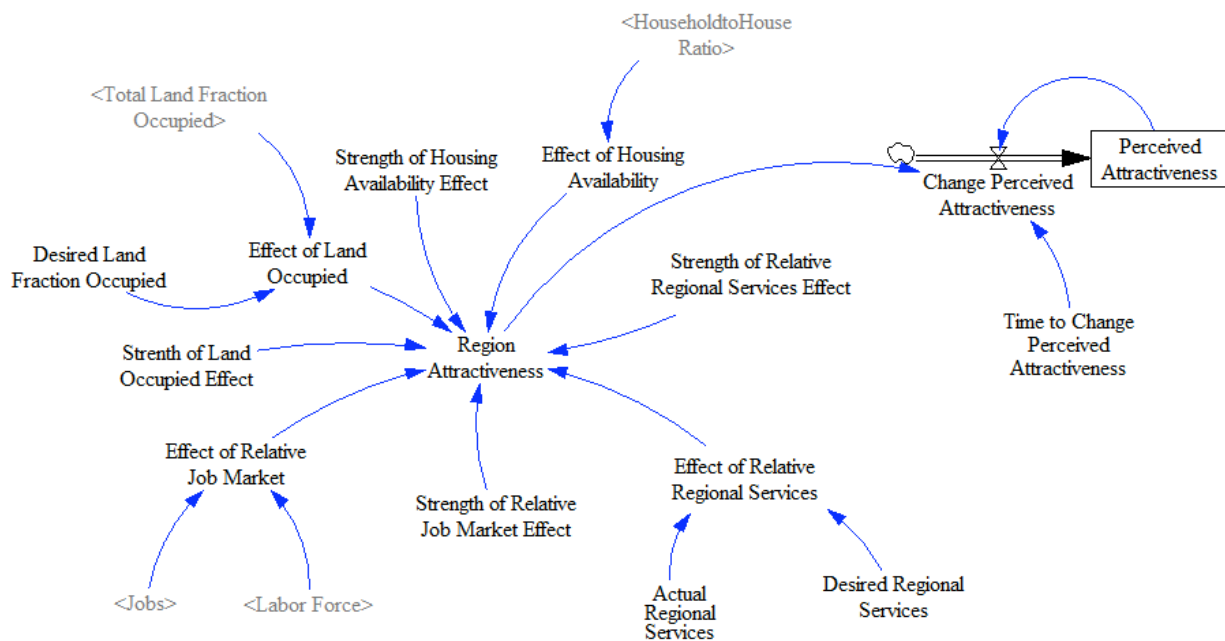 <HouseholdtoHouse
Ratio>
<Total Land Fraction
Occupied>
Strength of Housing
Availability Effect
Effect of Housing
Availability
Perceived
Attractiveness
Change Perceived
Attractiveness
Desired Land
Fraction Occupied
Effect of Land
Occupied
Strength of Relative
Regional Services Effect
Time to Change
Perceived
Attractiveness
Strenth of Land
Occupied Effect
Region
Attractiveness
Effect of Relative
Job Market
Strength of Relative
Job Market Effect
Effect of Relative
Regional Services
<Jobs>
<Labor Force>
Actual
Regional
Services
Desired Regional
Services